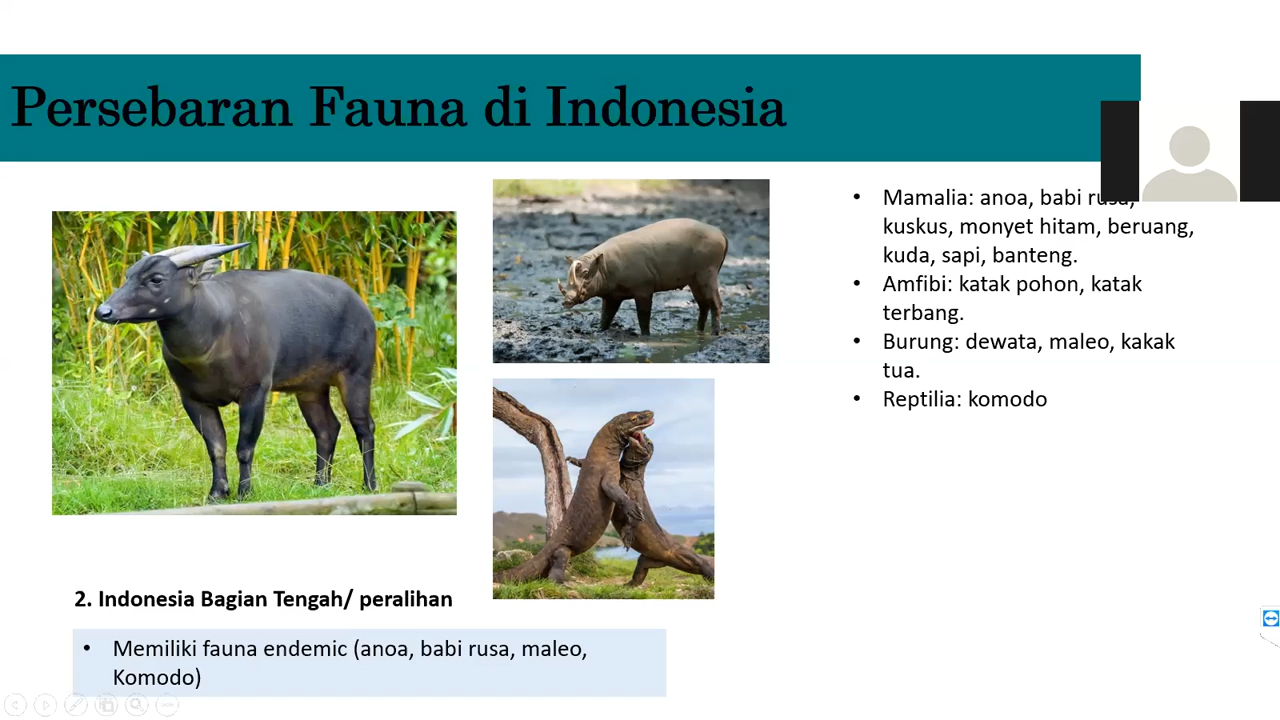 Persebaran Fauna di Indonesia
• Mamalia: anoa, babi rusa,
kuskus, monyet hitam, beruang,
kuda, sapi, banteng.
• Amfibi: katak pohon, katak
terbang.
• Burung: dewata, maleo, kakak
tua.
• Reptilia: komodo
2. Indonesia Bagian Tengah/ peralihan
• Memiliki fauna endemic (anoa, babi rusa, maleo,
Komodo)